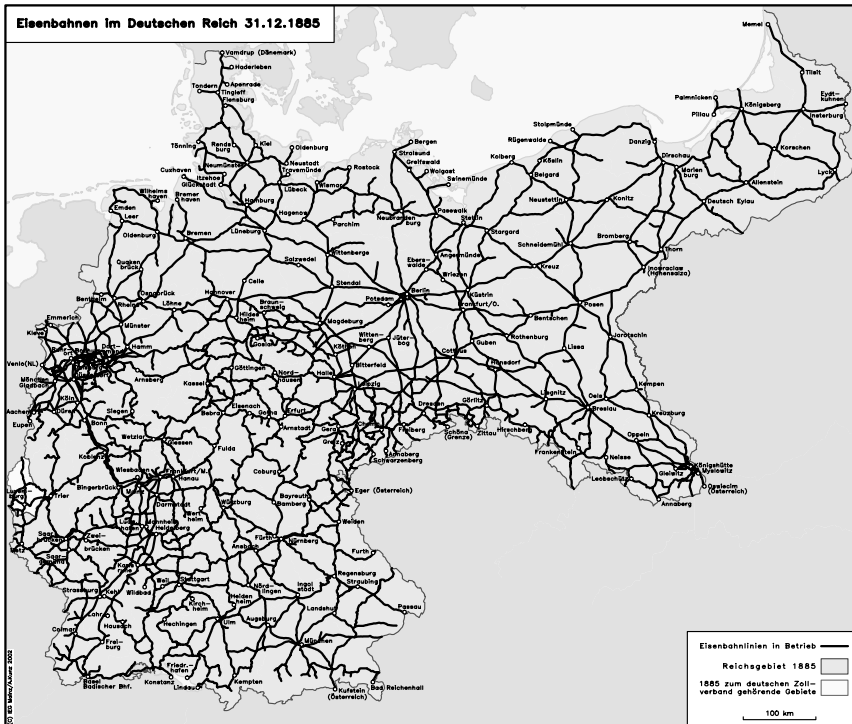 Eisenbahnen im Deutschen Reich 31.12.1885
Memel
Vamdrup (Dänemark)
Hadersleben
Tilsit
Tondern
Apenrade
Tingleff
Flensburg
Palmnicken
Königsberg
Eydt-
kuhnen
Pillau
Insterburg
Stolpmünde
Tönning
Rends
burg
Kiel
Oldenburg
Bergen
Stralsund
Rügenwalde
Danzig
Korschen
Neumünster
Neustadt
Travemünde
Rostock
Greifswald
Wolgast
Kolberg
Köslin
Dirschau
Cuxhaven
Itzehoe
Glückstadt
Lübeck
Wismar
Swinemünde
Belgard
Marien
burg
Lyck
Allenstein
Wilhelms
haven
Bremer
haven
Hamburg
Hagenow
Neubranden
burg
Pasewalk
Stettin
Neustettin
Konitz
Deutsch Eylau
Emden
Leer
Parchim
Stargard
Oldenburg
Bremen
Lüneburg
Schneidemühl
Bromberg
Thorn
Salzwedel
Wittenberge
Angermünde
Quaken
brück
Ebers-
walde
Wriezen
Kreuz
Inowraclaw
(Hohensalza)
Celle
Stendal
Bentheim
Osnabrück
Hannover
Berlin
Küstrin
Rheine
Löhne
Braun-
schweig
Potsdam
Frankfurt/O.
Posen
Hildes
heim
Bentschen
Emmerich
Münster
Magdeburg
Kleve
Witten-
berg
Jüter-
bog
Rothenburg
Jarotschin
Hamm
Goslar
Köthen
Guben
Lissa
Venlo(NL)
Dort-
Bitterfeld
Cottbus
Mönchen
Gladbach
Arnsberg
Göttingen
Nord-
hausen
Halle
Hansdorf
Kassel
Leipzig
Kempen
Köln
Görlitz
Liegnitz
Oels
Aachen
Düren
Siegen
Eisenach
Gotha
Erfurt
Dresden
Breslau
Kreuzburg
Eupen
Bonn
Bebra
Arnstadt
Gera
Freiberg
Schöna
(Grenze)
Zittau
Hirschberg
Wetzlar
Giessen
Greiz
Oppeln
Koblenz
Fulda
Annaberg
Schwarzenberg
Frankenstein
Neisse
Königshütte
Myslowitz
Wiesbaden
Frankfurt/M.
Hanau
Coburg
Gleiwitz
Leobschütz
Oswiecim
(Österreich)
Bingerbrück
Mainz
Eger (Österreich)
Annaberg
Trier
Darmstadt
Wert
heim
Würzburg
Bayreuth
Bamberg
Weiden
Ludwigs
hafen
Mannheim
Heidelberg
Saar
brücken
Zwei-
brücken
Fürth
Nürnberg
Ansbach
Furth
Metz
Saar-
gemünd
Karls
ruhe
Regensburg
Strassburg
Kehl
Weil
Stuttgart
Nörd-
lingen
Ingol
stadt
Straubing
Wildbad
Kirch-
heim
Heiden
heim
Lahr
Landshut
Passau
Hausach
Colmar
Hechingen
Ulm
Augsburg
Frei-
burg
München
Friedr.-
hafen
Basel
Badischer Bhf.
Konstanz
Lindau
Kempten
Kufstein
(Österreich)
Bad Reichenhall
Eisenbahnlinien in Betrieb
Reichsgebiet 1885
1885 zum deutschen Zoll-
verband gehörende Gebiete
100 km
(C) IEG Mainz/A.Kunz 2002